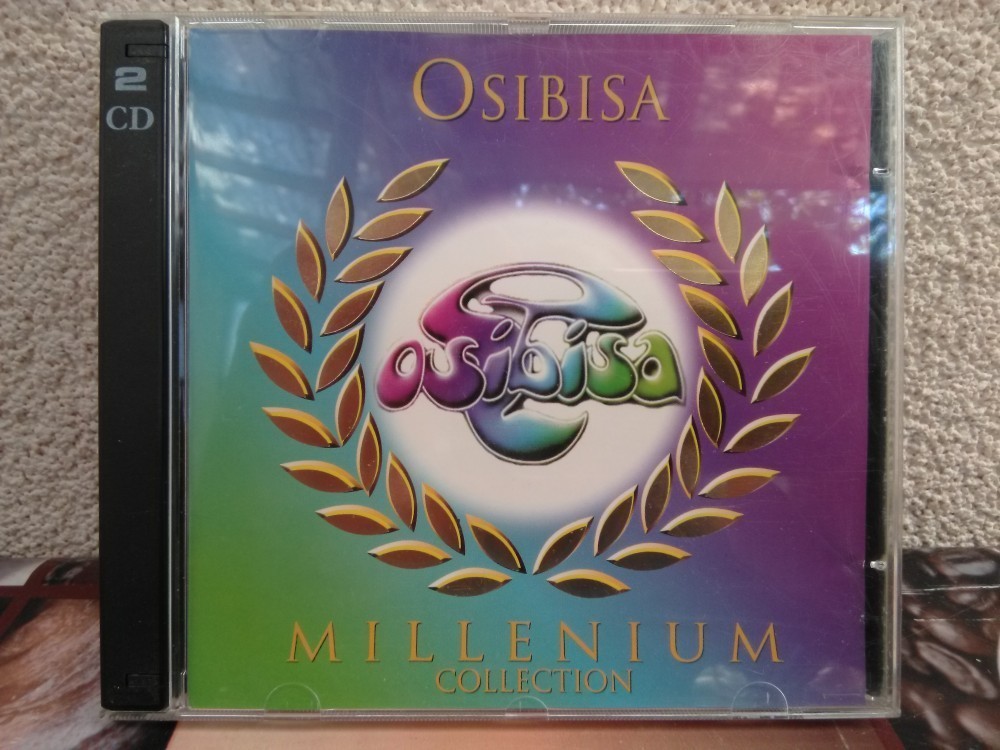 2
CD
OSIBISA
osibisa
MILLENIUM
COLLECTION